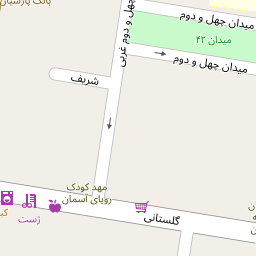 بانک پارسیان
چهل و دوم غربی
میدان چهل و دوم
میدان ۴۲
میدان چهل و دوم
شریف
مهد کودک
رویای آسمان
ژست
گلستانی